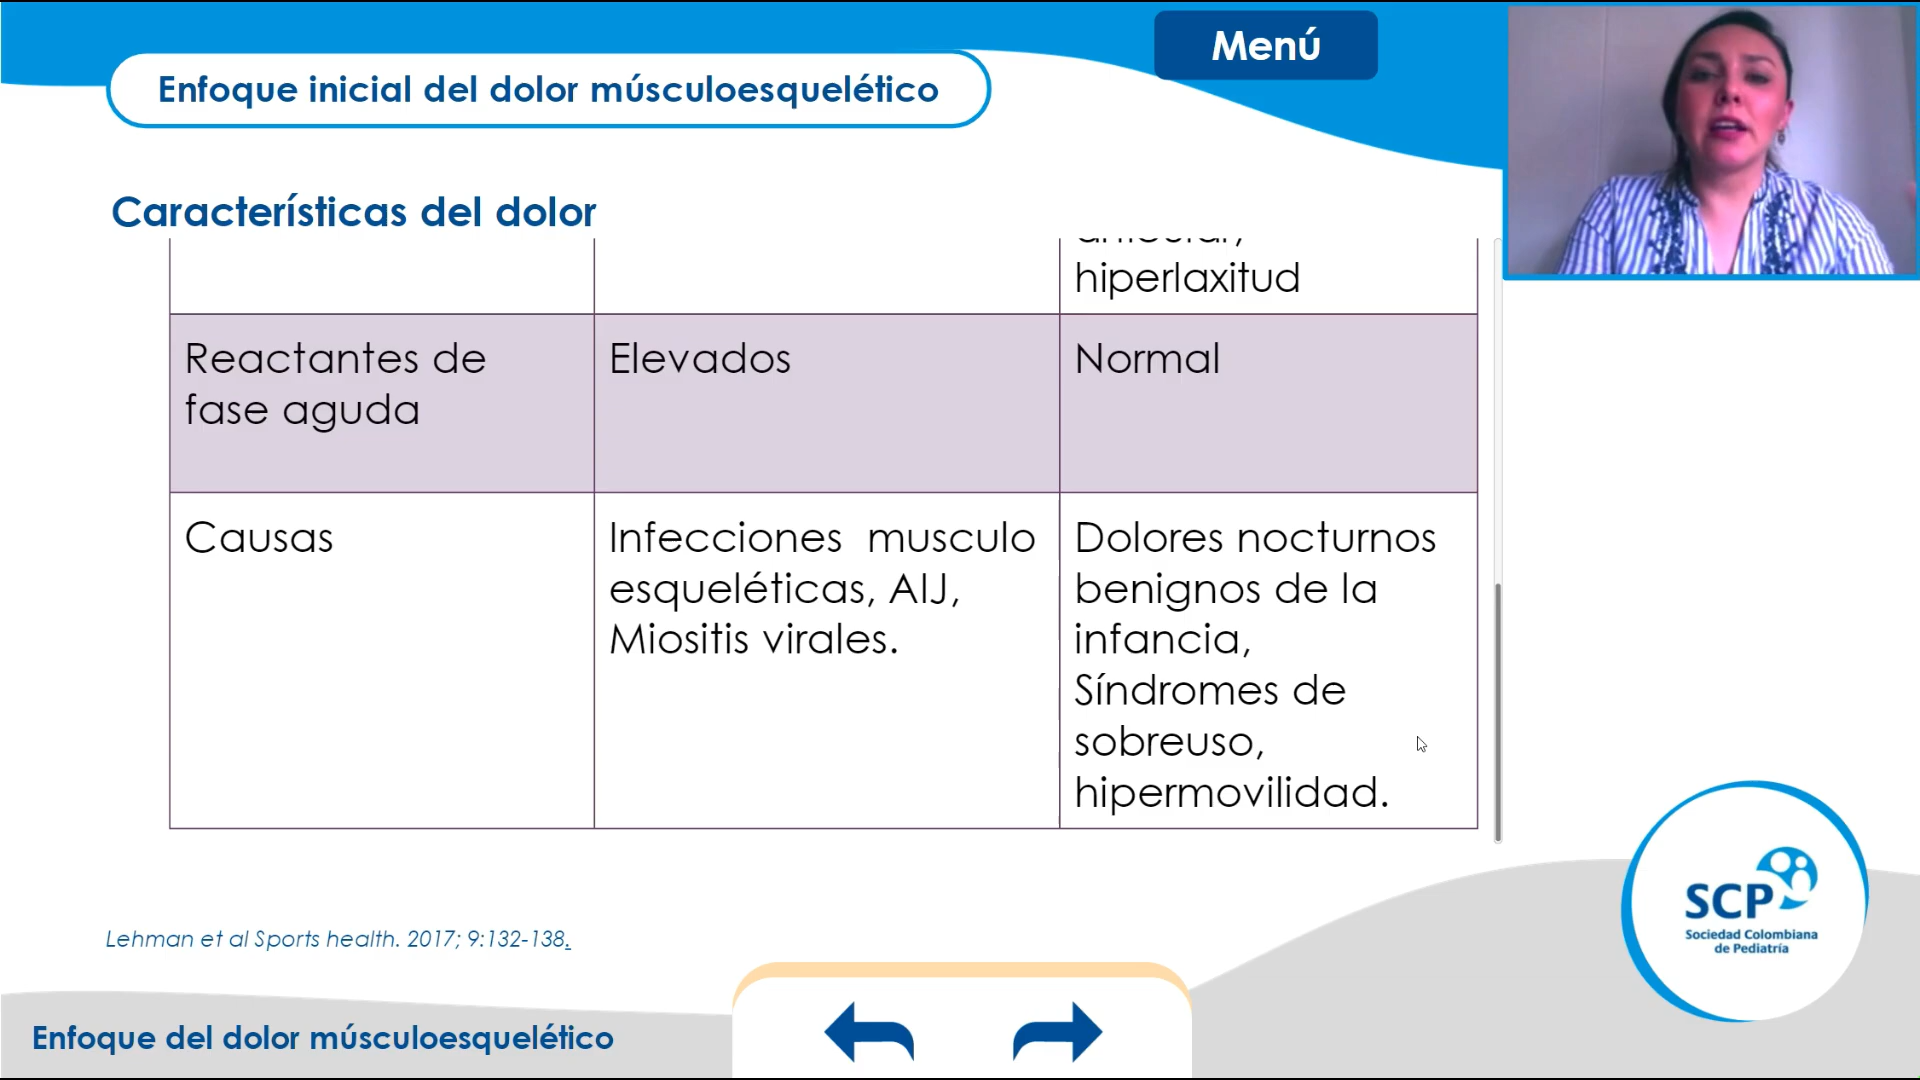 Menú
Enfoque inicial del dolor músculoesquelético
Características del dolor
hiperlaxitud
Reactantes de
fase aguda
Elevados
Normal
Causas
Infecciones musculo
esqueléticas, AIJ,
Miositis virales.
Dolores nocturnos
benignos de la
infancia,
Síndromes de
sobreuso,
hipermovilidad.
Lehman et al Sports health. 2017; 9:132-138.
SCP
Sociedad Colombiana
de Pediatría
Enfoque del dolor músculoesquelético